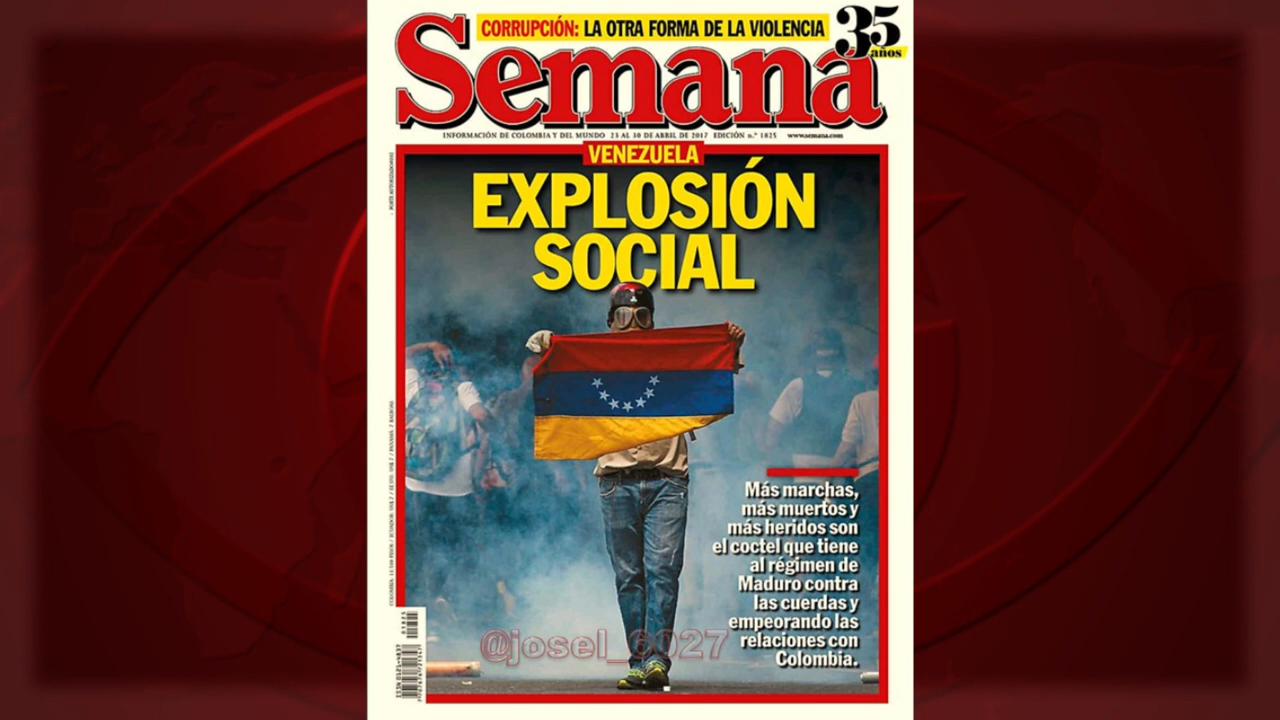 CORRUPCIÓN: LA OTRA FORMA DE LA VIOLENCIA
35
años
Semana
INFORMACIÓN DE COLOMBIA Y DEL MUNDO 23 AL 30 DE ABRIL DE 2017 EDICIÓN n.º 1825 www.semana.com
VENEZUELA
EXPLOSIÓN
SOCIAL
Más marchas,
más muertos y
más heridos son
el coctel que tiene
al régimen de
Maduro contra
las cuerdas y
empeorando las
relaciones con
Colombia.
@josel_6027